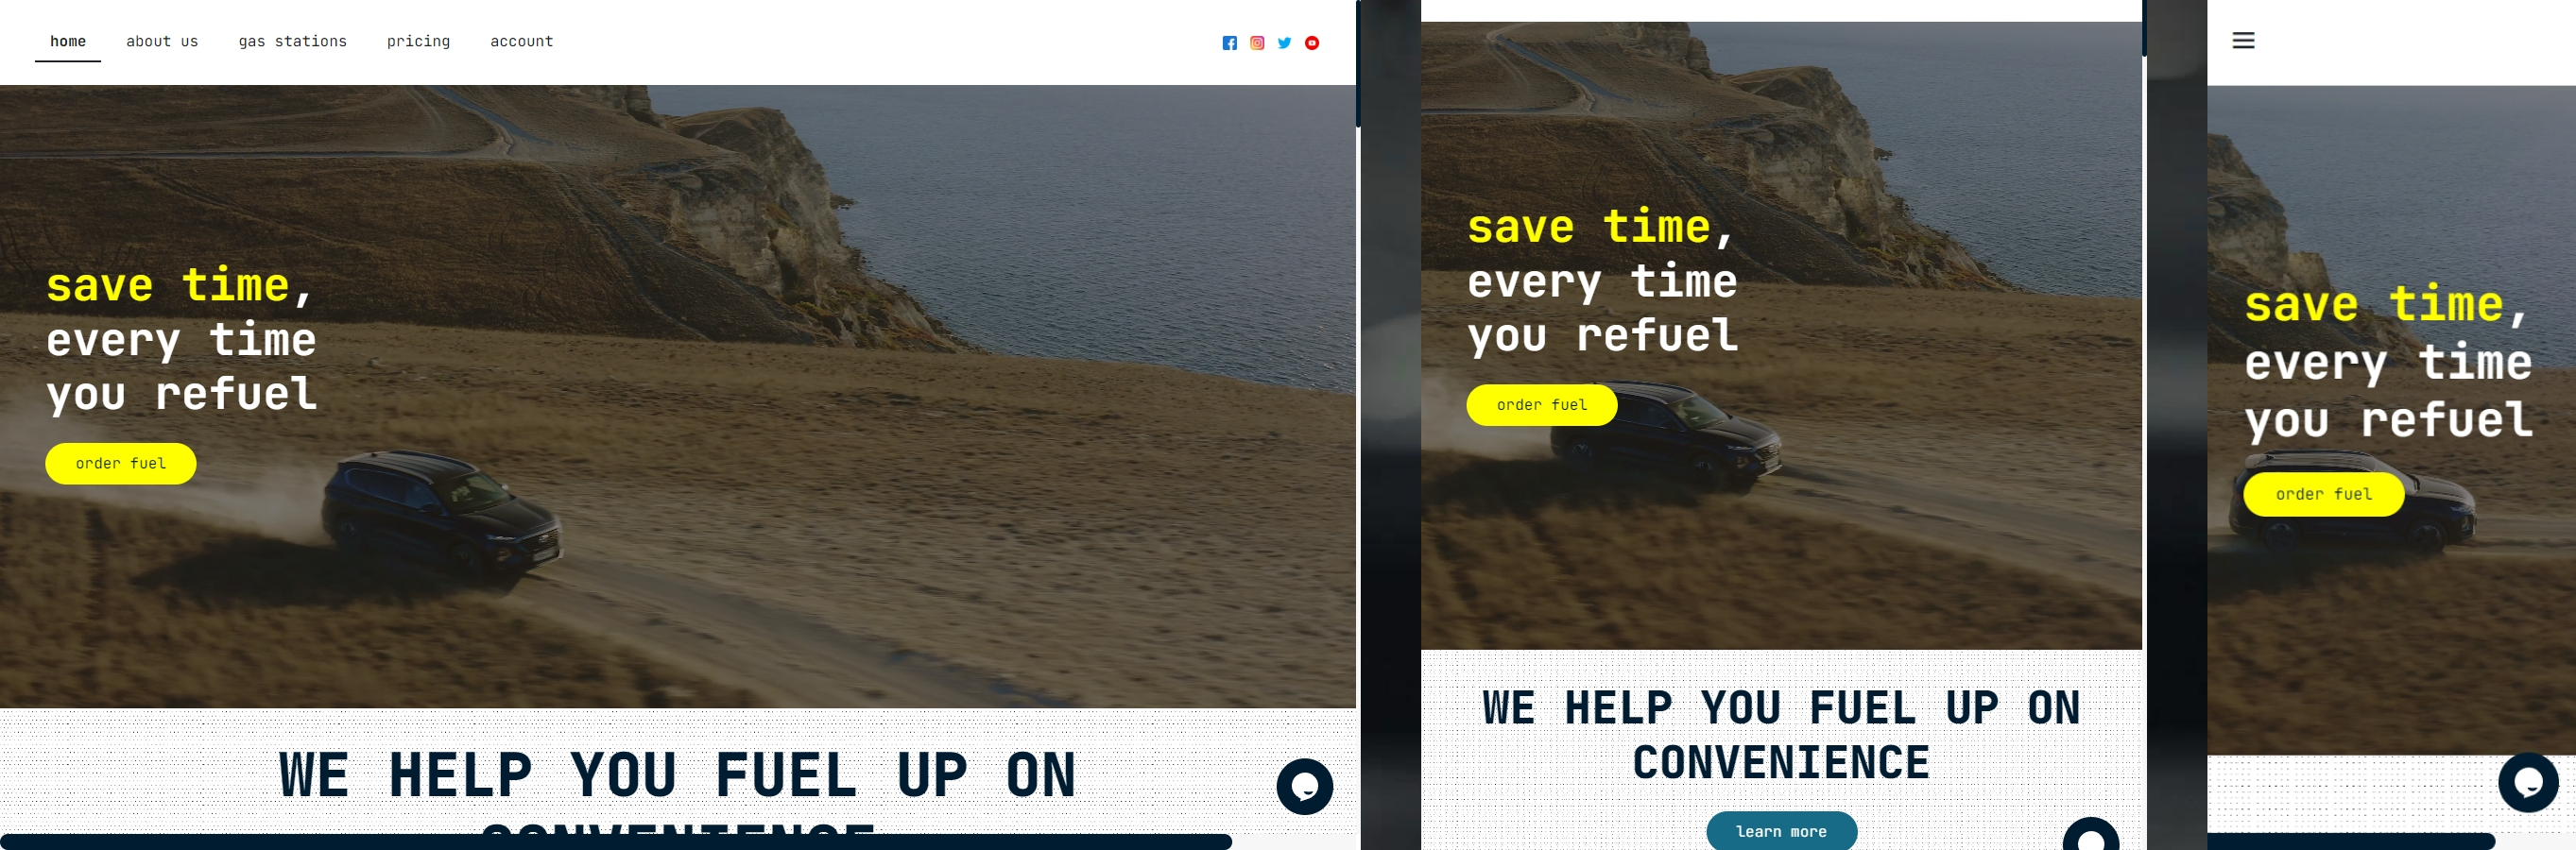 home about us gas stations pricing account
save time,
every time
you refuel
order fuel
WE HELP YOU FUEL UP ON
CONVENIENCE
save time,
every time
you refuel
order fuel
WE HELP YOU FUEL UP ON
CONVENIENCE
learn more
save time,
every time
you refuel
order fuel